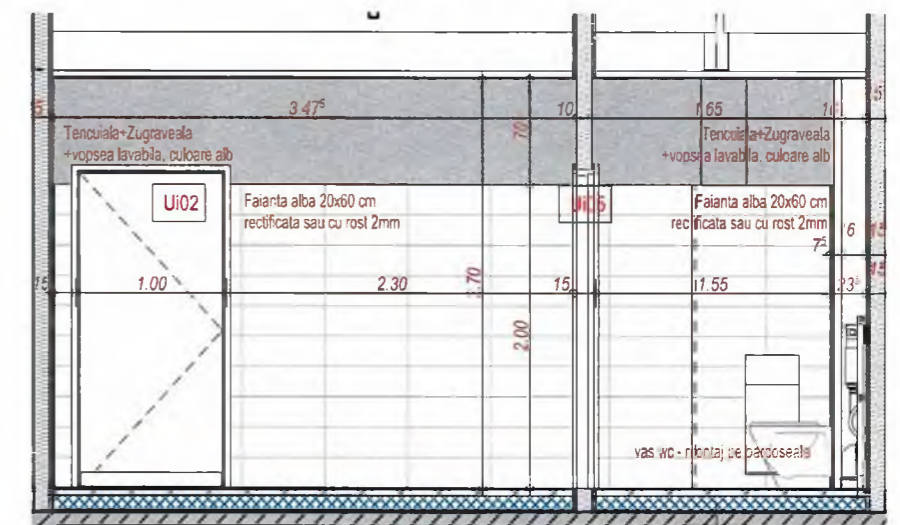 3.47⁵
10
1.65
Tencuiala+Zugraveala
+vopsea lavabila, culoare alb
70
Tencuiala+Zugraveala
+vopsea lavabila, culoare alb
Ui02
Faianta alba 20x60 cm
rectificata sau cu rost 2mm
Ui05
Faianta alba 20x60 cm
rectificata sau cu rost 2mm
7⁵
15
15
15
1.00
2.30
2.70
15
1.55
23⁵
2.00
vas wc - montaj pe pardoseala